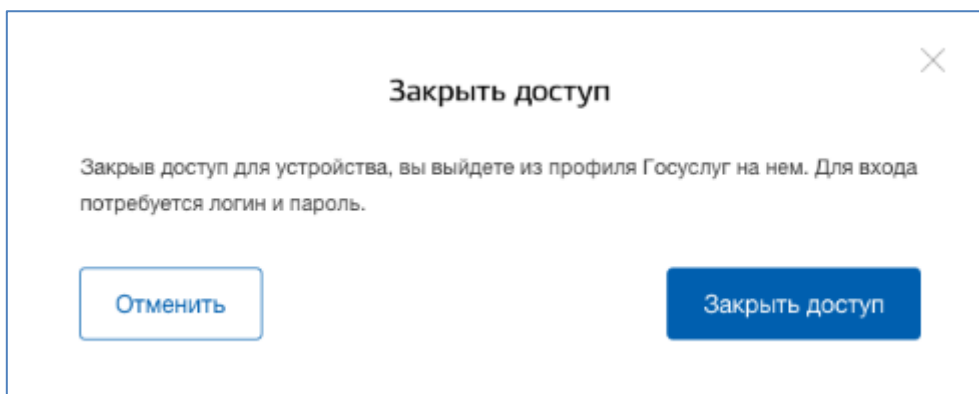 Закрыть доступ
Закрыв доступ для устройства, вы выйдете из профиля Госуслуг на нем. Для входа
потребуется логин и пароль.
Отменить
Закрыть доступ